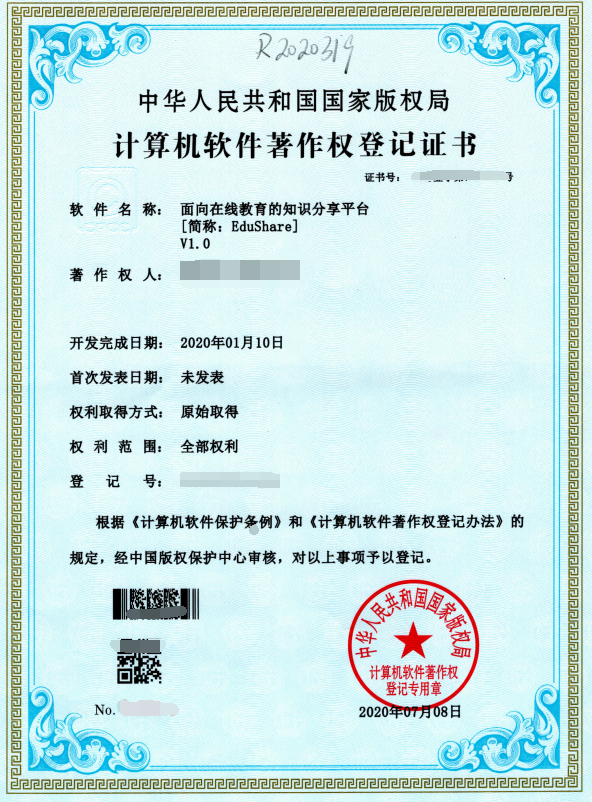 R2020319
中华人民共和国国家版权局
计算机软件著作权登记证书
证书号：
软件名称： 面向在线教育的知识分享平台
[简称：EduShare]
V1.0
著作权人：
开发完成日期： 2020年01月10日
首次发表日期： 未发表
权利取得方式： 原始取得
权利范围： 全部权利
登记号：
根据《计算机软件保护条例》和《计算机软件著作权登记办法》的
规定，经中国版权保护中心审核，对以上事项予以登记。
中华人民共和国国家版权局
计算机软件著作权
登记专用章
No.
2020年07月08日